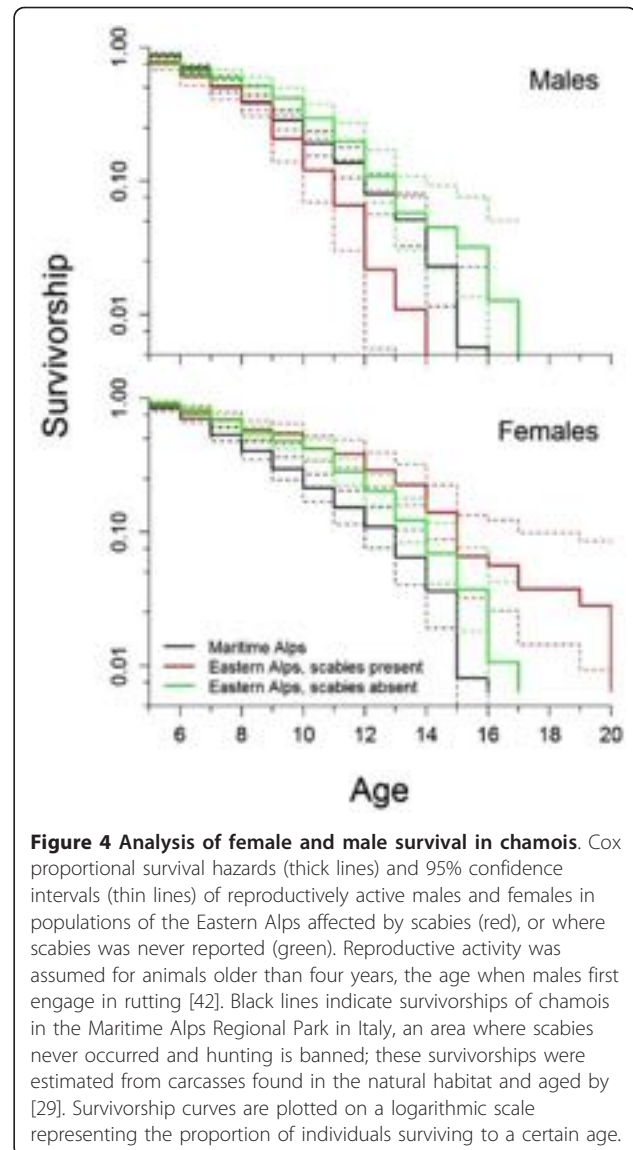 1.00
Males
0.10
0.01
Survivorship
1.00
Females
0.10
Maritime Alps
Eastern Alps, scabies present
Eastern Alps, scabies absent
0.01
6 8 10 12 14 16 18 20
Age
Figure 4 Analysis of female and male survival in chamois. Cox
proportional survival hazards (thick lines) and 95% confidence
intervals (thin lines) of reproductively active males and females in
populations of the Eastern Alps affected by scabies (red), or where
scabies was never reported (green). Reproductive activity was
assumed for animals older than four years, the age when males first
engage in rutting [42]. Black lines indicate survivorships of chamois
in the Maritime Alps Regional Park in Italy, an area where scabies
never occurred and hunting is banned; these survivorships were
estimated from carcasses found in the natural habitat and aged by
[29]. Survivorship curves are plotted on a logarithmic scale
representing the proportion of individuals surviving to a certain age.